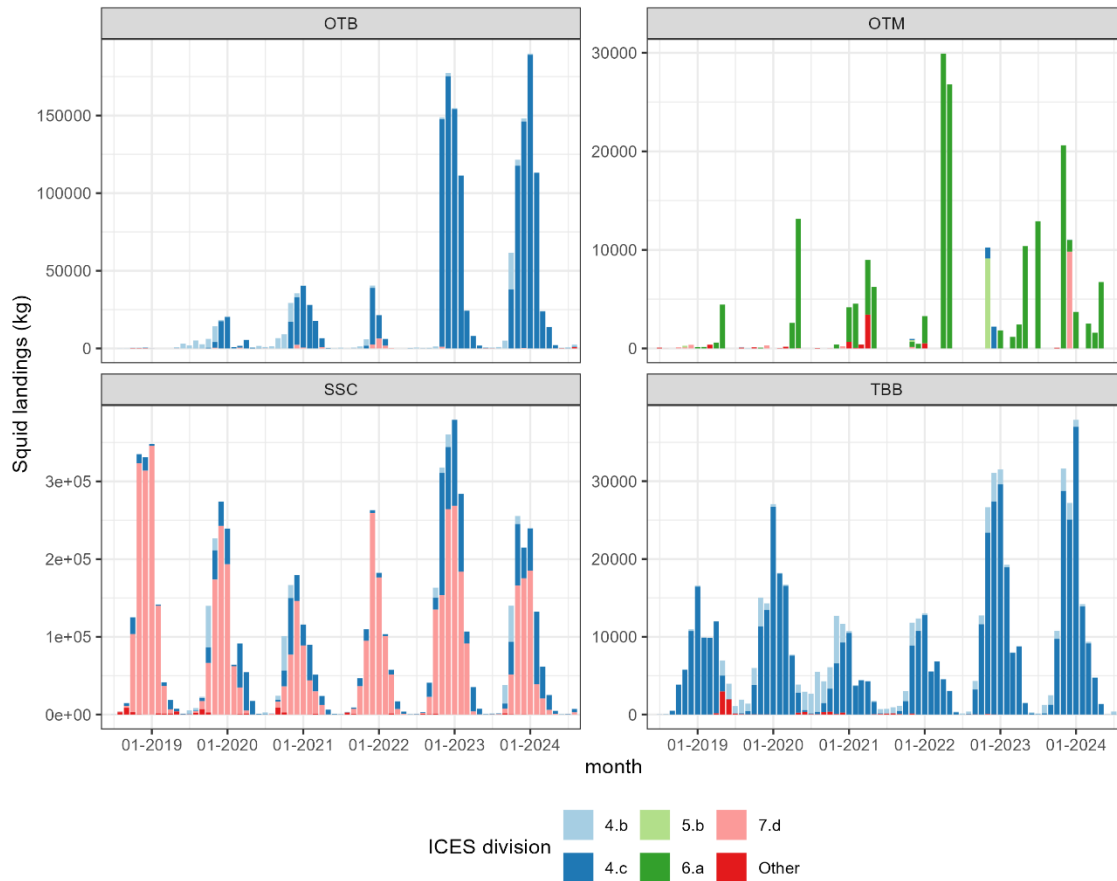 OTB
OTM
150000
100000
50000
0
30000
20000
10000
0
Squid landings (kg)
SSC
TBB
3e+05
2e+05
1e+05
0e+00
30000
20000
10000
0
01-2019 01-2020 01-2021 01-2022 01-2023 01-2024
01-2019 01-2020 01-2021 01-2022 01-2023 01-2024
month
ICES division
4.b 5.b 7.d
4.c 6.a Other